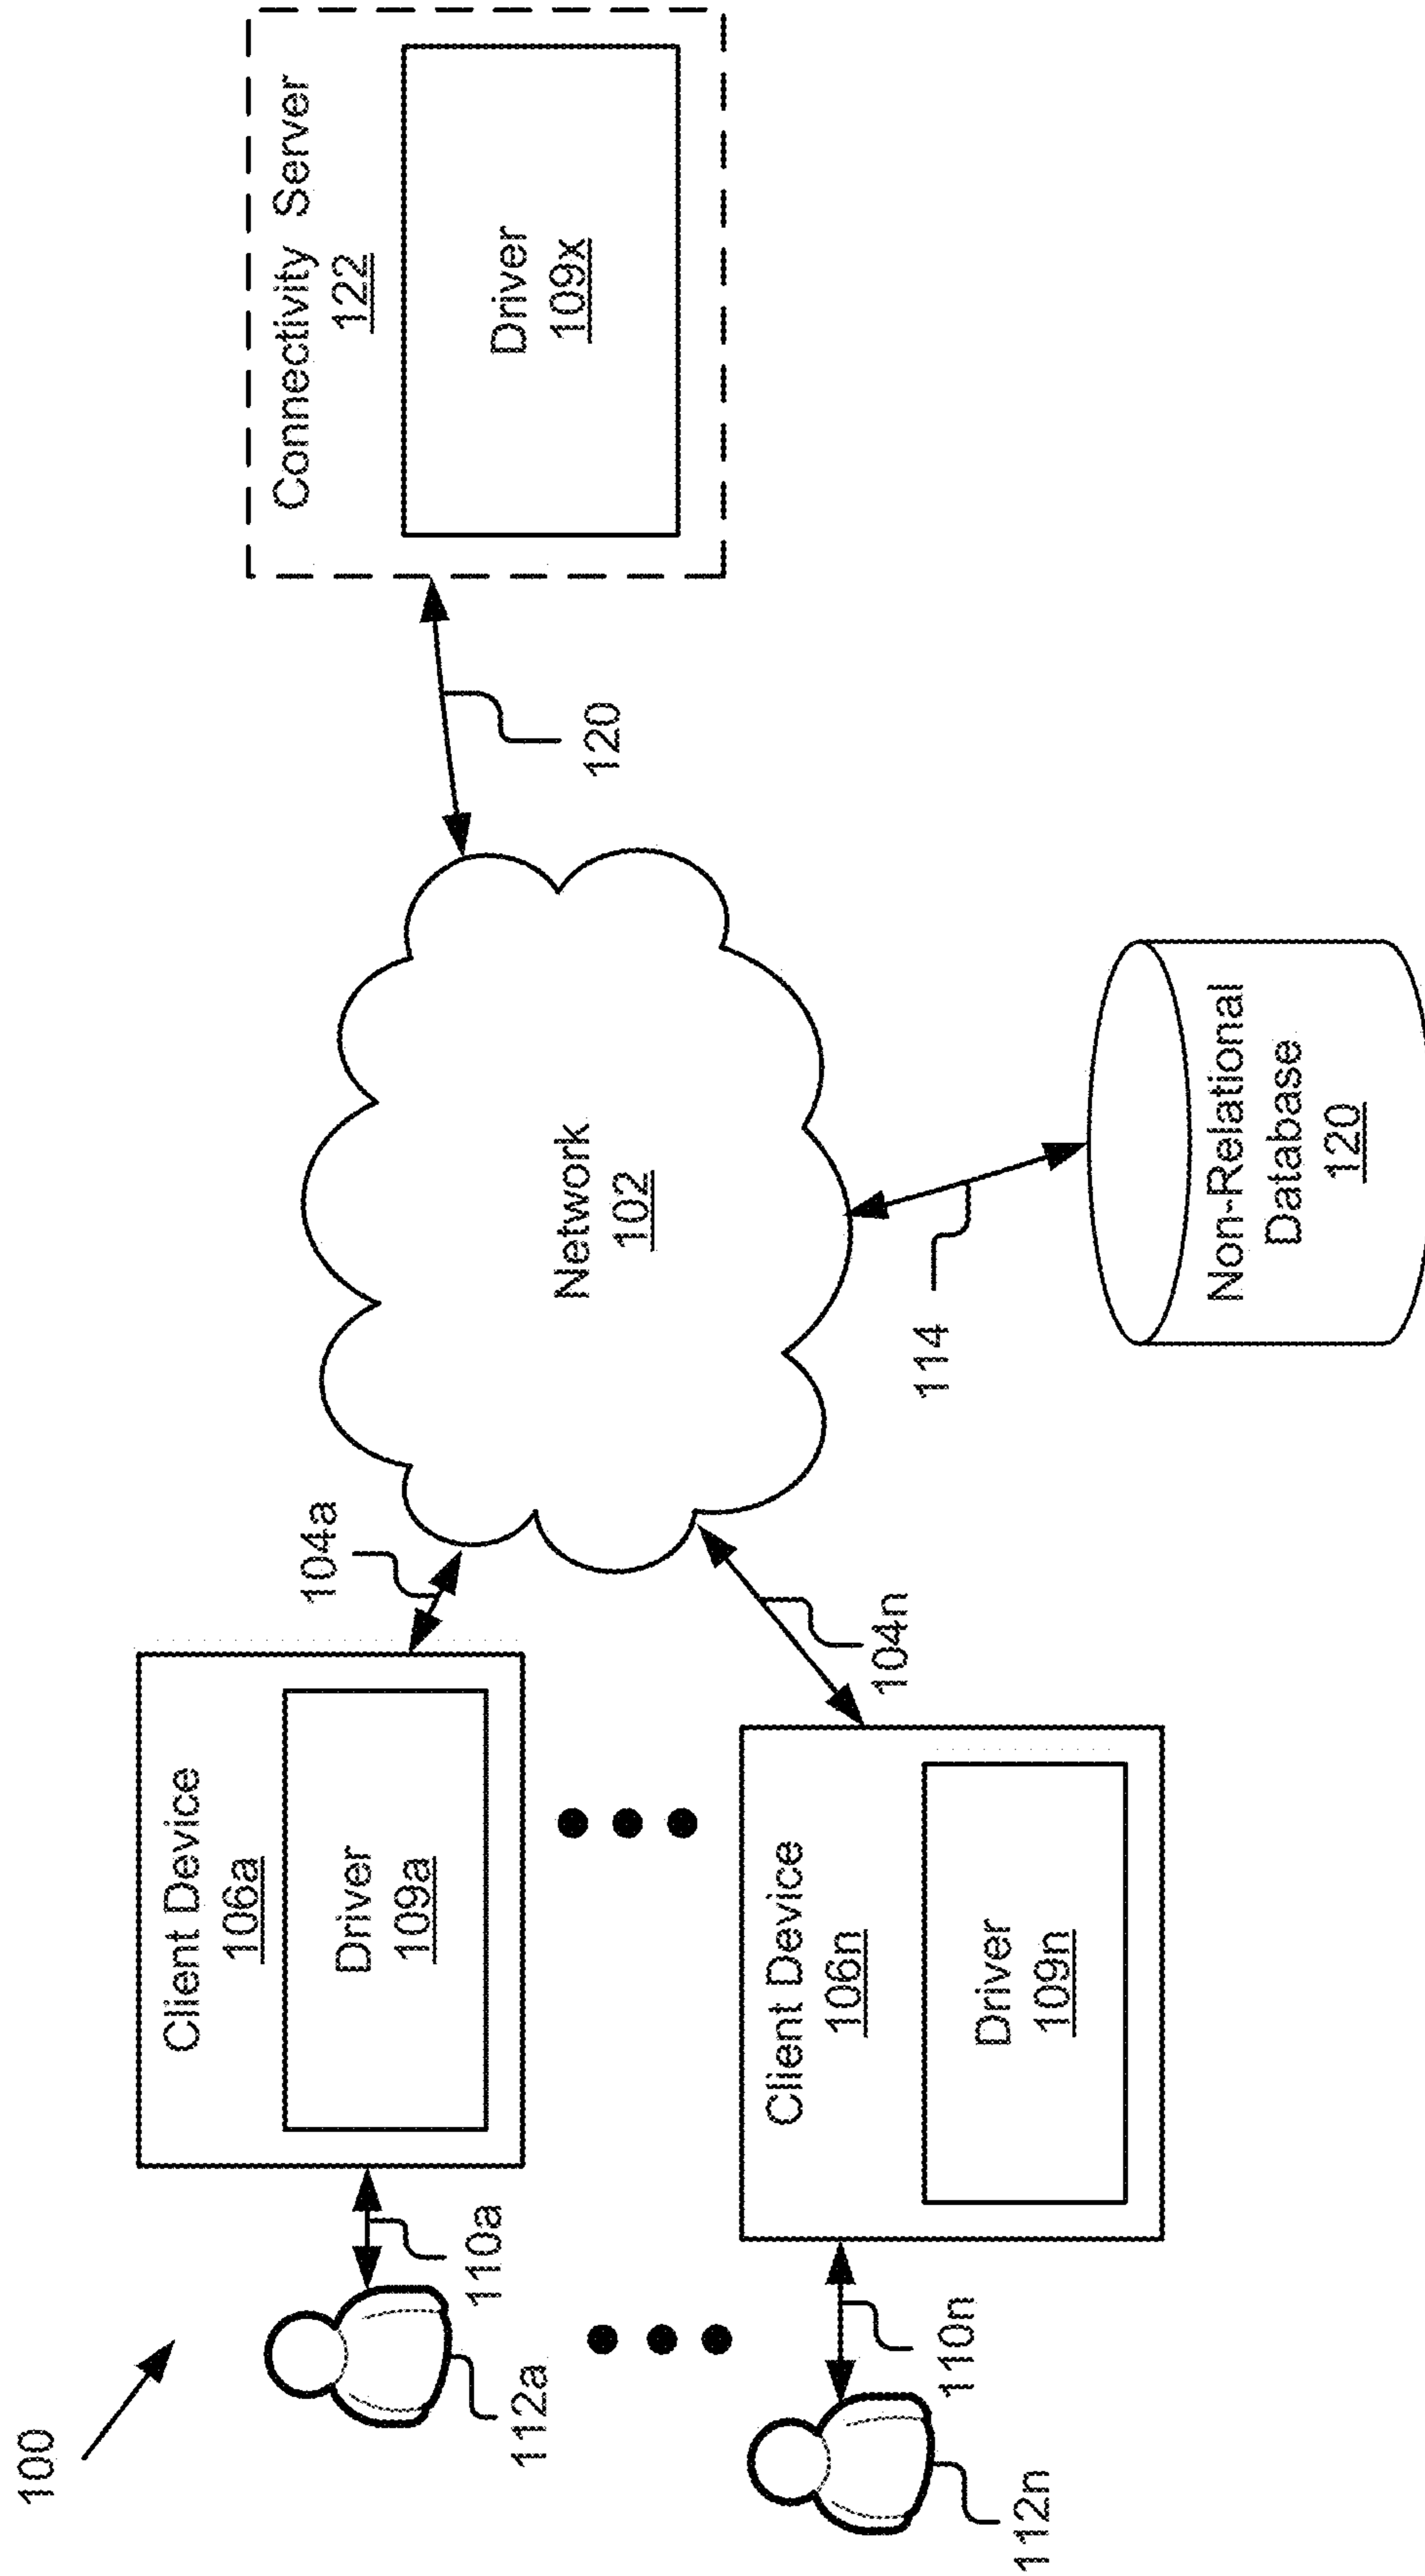 100
Client Device
106a
Driver
109a
104a
110a
112a
Client Device
106n
Driver
109n
104n
110n
112n
Network
102
114
Non-Relational
Database
120
120
Connectivity Server
122
Driver
109x